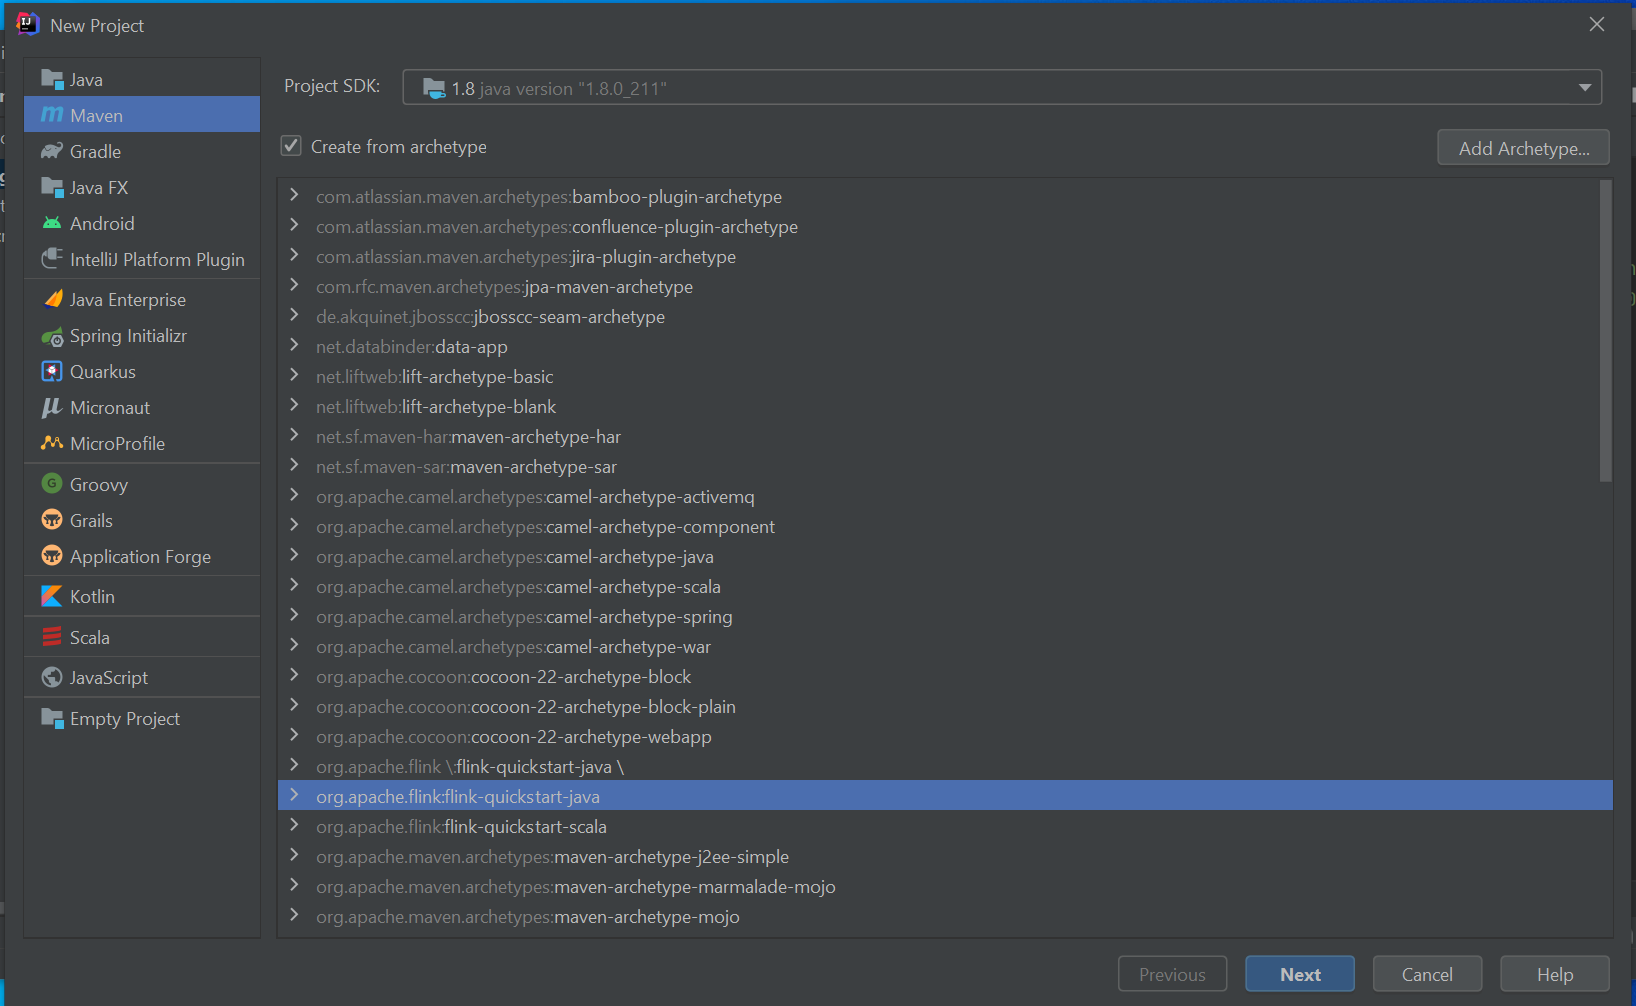 New Project
Java
Maven
Gradle
Java FX
Android
IntelliJ Platform Plugin
Java Enterprise
Spring Initializr
Quarkus
Micronaut
MicroProfile
Groovy
Grails
Application Forge
Kotlin
Scala
JavaScript
Empty Project
Project SDK: 1.8 java version "1.8.0_211"
Create from archetype
Add Archetype...
com.atlassian.maven.archetypes:bamboo-plugin-archetype
com.atlassian.maven.archetypes:confluence-plugin-archetype
com.atlassian.maven.archetypes:jira-plugin-archetype
com.rfc.maven.archetypes:jpa-maven-archetype
de.akquinet.jbosscc:jbosscc-seam-archetype
net.databinder:data-app
net.liftweb:lift-archetype-basic
net.liftweb:lift-archetype-blank
net.sf.maven-har:maven-archetype-har
net.sf.maven-sar:maven-archetype-sar
org.apache.camel.archetypes:camel-archetype-activemq
org.apache.camel.archetypes:camel-archetype-component
org.apache.camel.archetypes:camel-archetype-java
org.apache.camel.archetypes:camel-archetype-scala
org.apache.camel.archetypes:camel-archetype-spring
org.apache.camel.archetypes:camel-archetype-war
org.apache.cocoon:cocoon-22-archetype-block
org.apache.cocoon:cocoon-22-archetype-block-plain
org.apache.cocoon:cocoon-22-archetype-webapp
org.apache.flink \:flink-quickstart-java \
org.apache.flink:flink-quickstart-java
org.apache.flink:flink-quickstart-scala
org.apache.maven.archetypes:maven-archetype-j2ee-simple
org.apache.maven.archetypes:maven-archetype-marmalade-mojo
org.apache.maven.archetypes:maven-archetype-mojo
Previous
Next
Cancel
Help